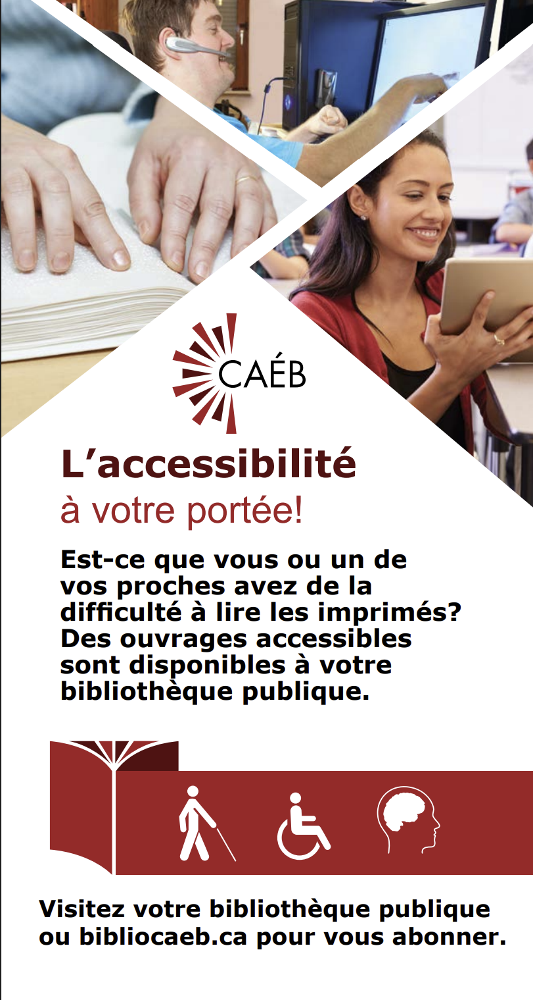 CAÉB
L’accessibilité
à votre portée!
Est-ce que vous ou un de
vos proches avez de la
difficulté à lire les imprimés?
Des ouvrages accessibles
sont disponibles à votre
bibliothèque publique.
Visitez votre bibliothèque publique
ou bibliocaeb.ca pour vous abonner.